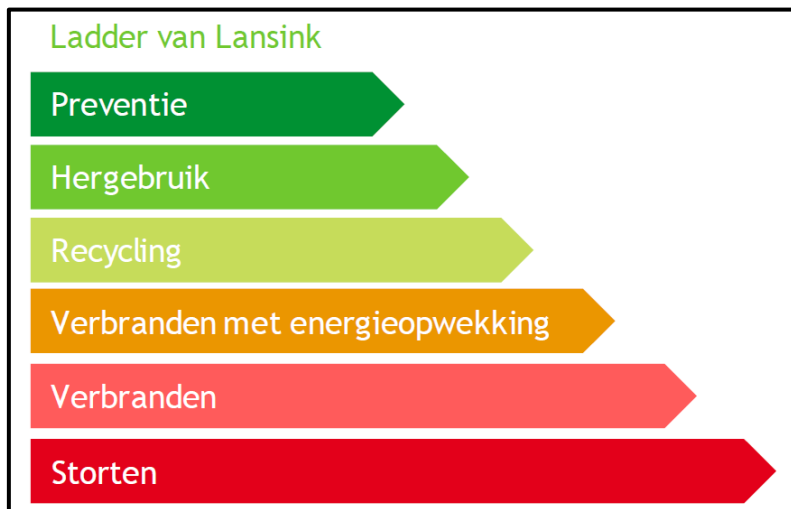 Ladder van Lansink
Preventie
Hergebruik
Recycling
Verbranden met energieopwekking
Verbranden
Storten